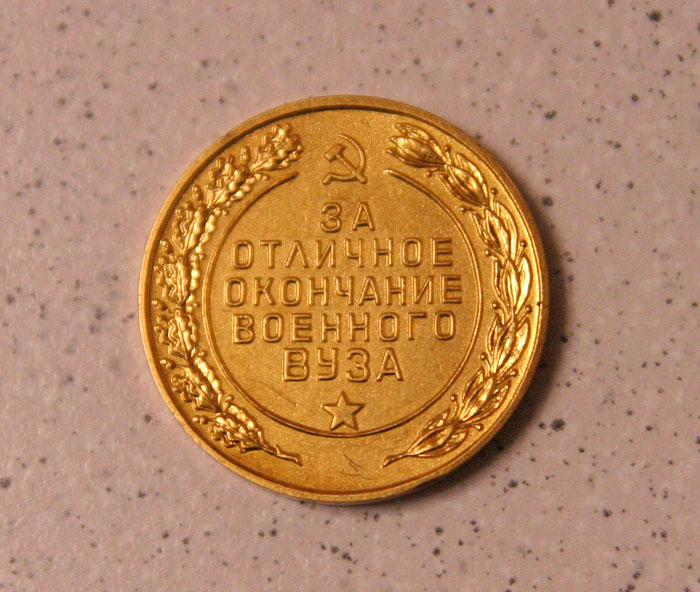 ЗА
ОТЛИЧНОЕ
ОКОНЧАНИЕ
ВОЕННОГО
ВУЗА